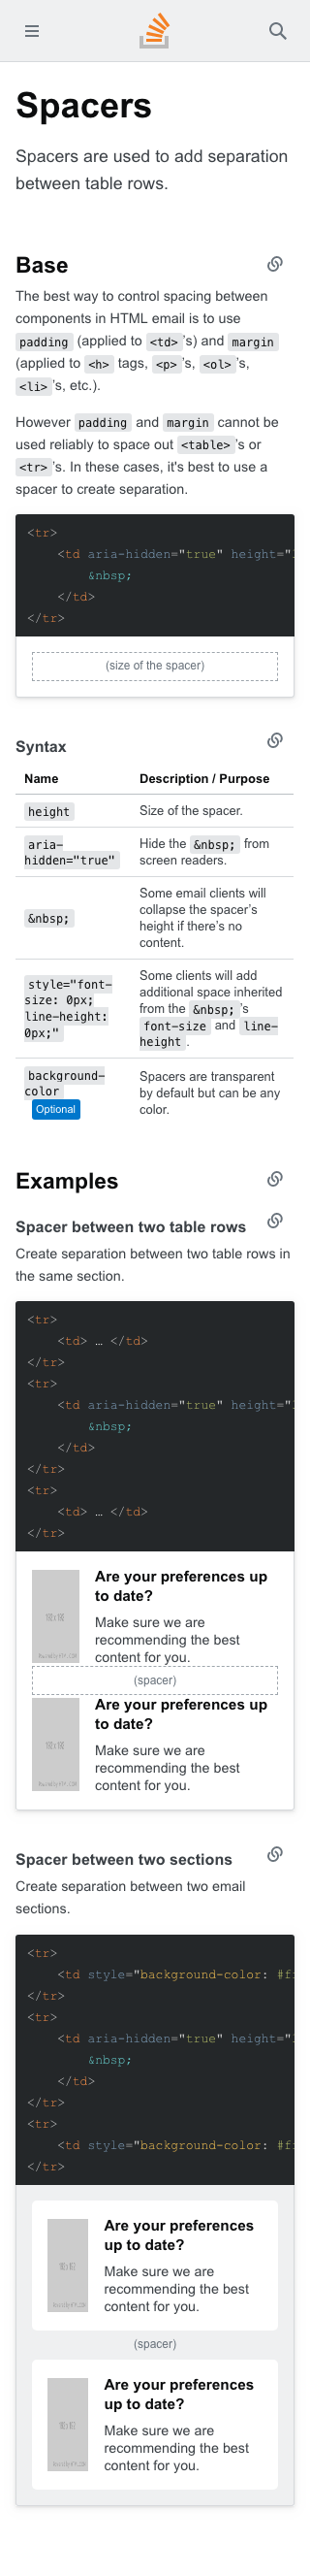 Spacers
Spacers are used to add separation
between table rows.
Base
The best way to control spacing between
components in HTML email is to use
padding (applied to <td>'s) and margin
(applied to <h> tags, <p>'s, <ol>'s,
<li>'s, etc.).
However padding and margin cannot be
used reliably to space out <table>'s or
<tr>'s. In these cases, it's best to use a
spacer to create separation.
<tr>
<td aria-hidden="true" height="
&nbsp;
</td>
</tr>
(size of the spacer)
Syntax
Name Description / Purpose
height Size of the spacer.
aria- Hide the &nbsp; from
hidden="true" screen readers.
Some email clients will
collapse the spacer's
&nbsp; height if there's no
content.
Some clients will add
style="font- additional space inherited
size: 0px; from the &nbsp;'s
line-height: font-size and line-
0px;" height.
background- Spacers are transparent
color by default but can be any
Optional color.
Examples
Spacer between two table rows
Create separation between two table rows in
the same section.
<tr>
<td> … </td>
</tr>
<tr>
<td aria-hidden="true" height="
&nbsp;
</td>
</tr>
<tr>
<td> … </td>
</tr>
Are your preferences up
to date?
Make sure we are
recommending the best
content for you.
(spacer)
Are your preferences up
to date?
Make sure we are
recommending the best
content for you.
Spacer between two sections
Create separation between two email
sections.
<tr>
<td style="background-color: #f
</tr>
<tr>
<td aria-hidden="true" height="
&nbsp;
</td>
</tr>
<tr>
<td style="background-color: #f
</tr>
Are your preferences
up to date?
Make sure we are
recommending the best
content for you.
(spacer)
Are your preferences
up to date?
Make sure we are
recommending the best
content for you.